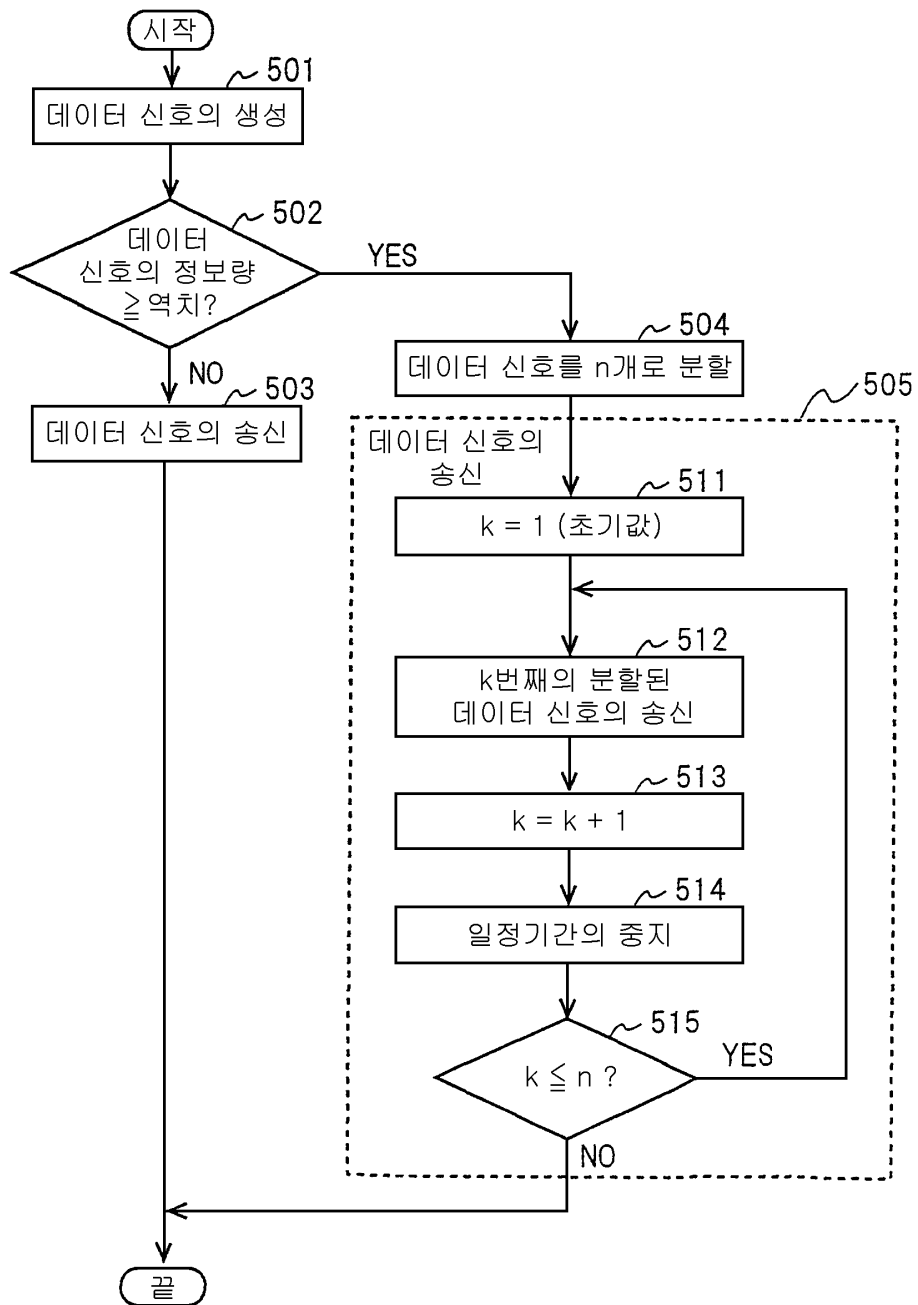 시작
501
데이터 신호의 생성
502
데이터
신호의 정보량
≧역치?
YES
NO
503
데이터 신호의 송신
504
데이터 신호를 n개로 분할
505
데이터 신호의
송신
511
k = 1 (초기값)
512
k번째의 분할된
데이터 신호의 송신
513
k = k + 1
514
일정기간의 중지
515
k ≦ n ?
YES
NO
끝